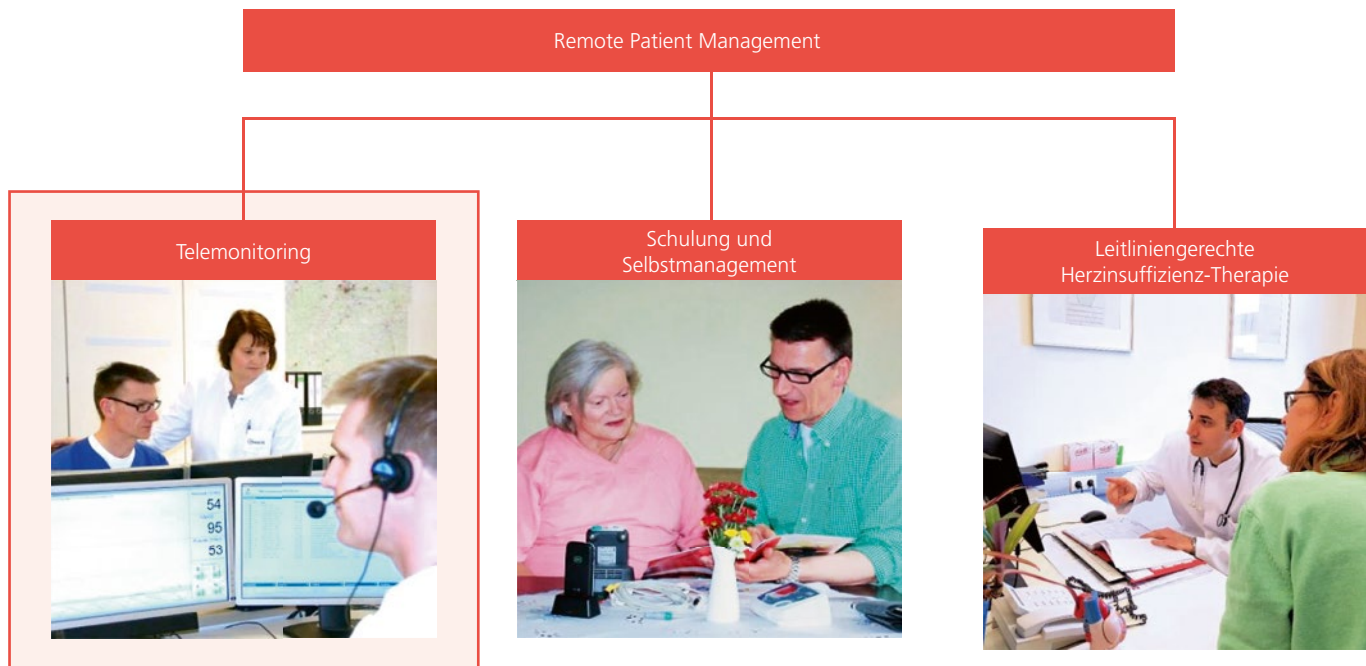 Remote Patient Management
Telemonitoring
Schulung und
Selbstmanagement
Leitliniengerechte
Herzinsuffizienz-Therapie
54
95
53